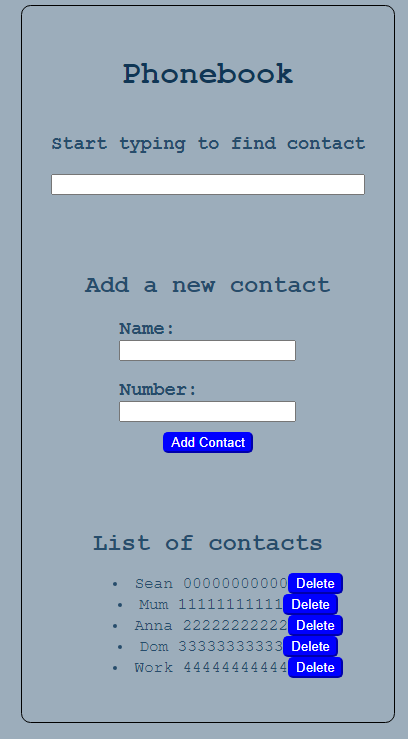 Phonebook
Start typing to find contact
Add a new contact
Name:
Number:
Add Contact
List of contacts
• Sean 00000000000 Delete
• Mum 11111111111 Delete
• Anna 22222222222 Delete
• Dom 33333333333 Delete
• Work 44444444444 Delete